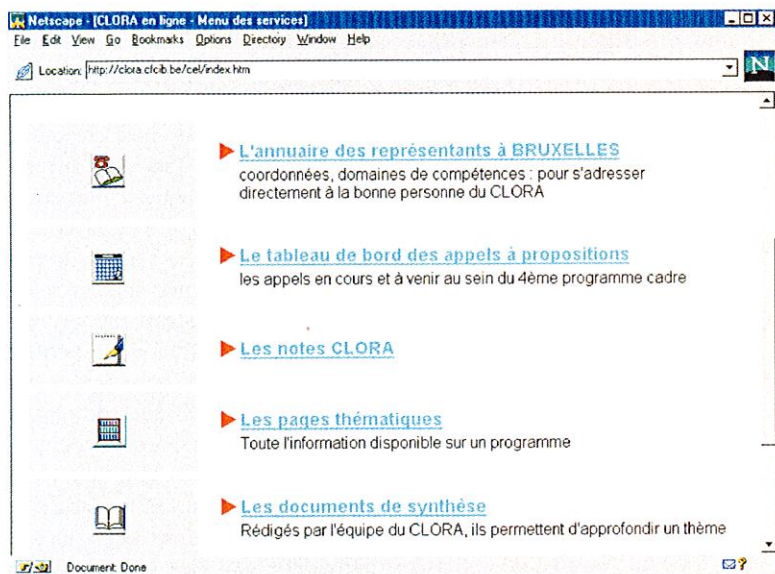 Netscape - [CLORA en ligne - Menu des services]
File Edit View Go Bookmarks Options Directory Window Help
Location: http://clora.cfcib.be/cel/index.htm
N
L'annuaire des représentants à BRUXELLES
coordonnées, domaines de compétences : pour s'adresser
directement à la bonne personne du CLORA
Le tableau de bord des appels à propositions
les appels en cours et à venir au sein du 4ème programme cadre
Les notes CLORA
Les pages thématiques
Toute l'information disponible sur un programme
Les documents de synthèse
Rédigés par l'équipe du CLORA, ils permettent d'approfondir un thème
Document: Done